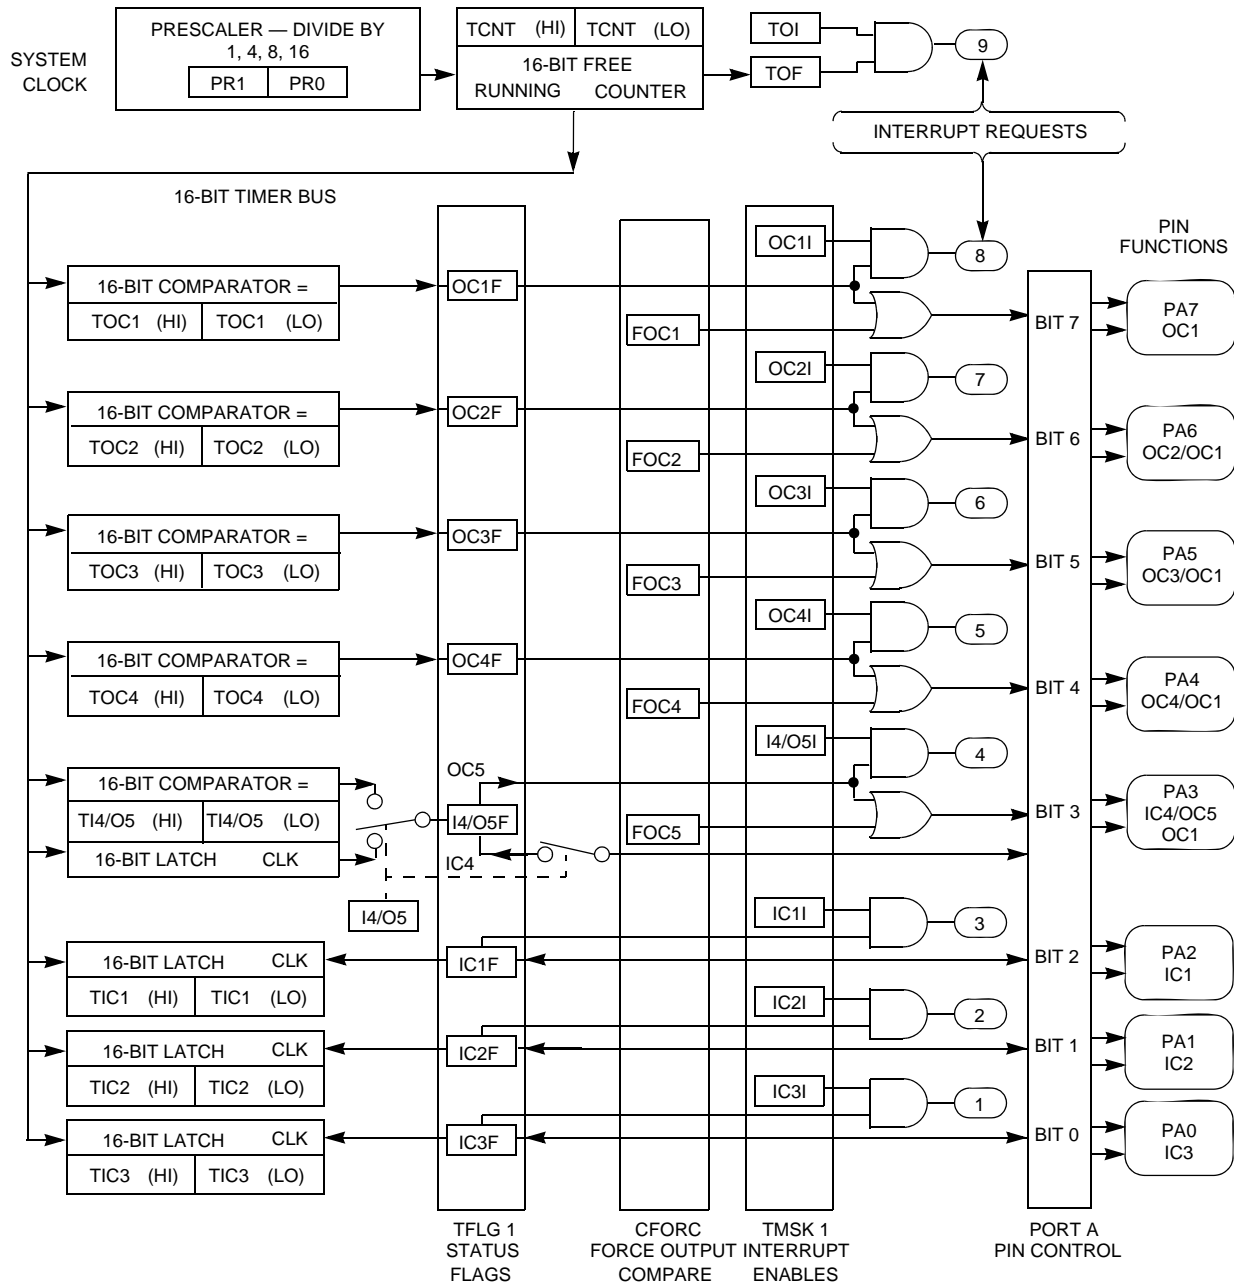 SYSTEM
CLOCK
PRESCALER — DIVIDE BY
1, 4, 8, 16
PR1 PR0
TCNT (HI) TCNT (LO)
16-BIT FREE
RUNNING COUNTER
TOI
TOF
9
INTERRUPT REQUESTS
16-BIT TIMER BUS
PIN
FUNCTIONS
OC1I
8
16-BIT COMPARATOR =
TOC1 (HI) TOC1 (LO)
OC1F
FOC1
BIT 7
PA7
OC1
OC2I
7
16-BIT COMPARATOR =
TOC2 (HI) TOC2 (LO)
OC2F
FOC2
BIT 6
PA6
OC2/OC1
OC3I
6
16-BIT COMPARATOR =
TOC3 (HI) TOC3 (LO)
OC3F
FOC3
BIT 5
PA5
OC3/OC1
OC4I
5
16-BIT COMPARATOR =
TOC4 (HI) TOC4 (LO)
OC4F
FOC4
BIT 4
PA4
OC4/OC1
I4/O5I
4
16-BIT COMPARATOR =
TI4/O5 (HI) TI4/O5 (LO)
16-BIT LATCH CLK
OC5
I4/O5F
IC4
I4/O5
FOC5
BIT 3
PA3
IC4/OC5
OC1
IC1I
3
16-BIT LATCH CLK
TIC1 (HI) TIC1 (LO)
IC1F
BIT 2
PA2
IC1
IC2I
2
16-BIT LATCH CLK
TIC2 (HI) TIC2 (LO)
IC2F
BIT 1
PA1
IC2
IC3I
1
16-BIT LATCH CLK
TIC3 (HI) TIC3 (LO)
IC3F
BIT 0
PA0
IC3
TFLG 1
STATUS
FLAGS
CFORC
FORCE OUTPUT
COMPARE
TMSK 1
INTERRUPT
ENABLES
PORT A
PIN CONTROL